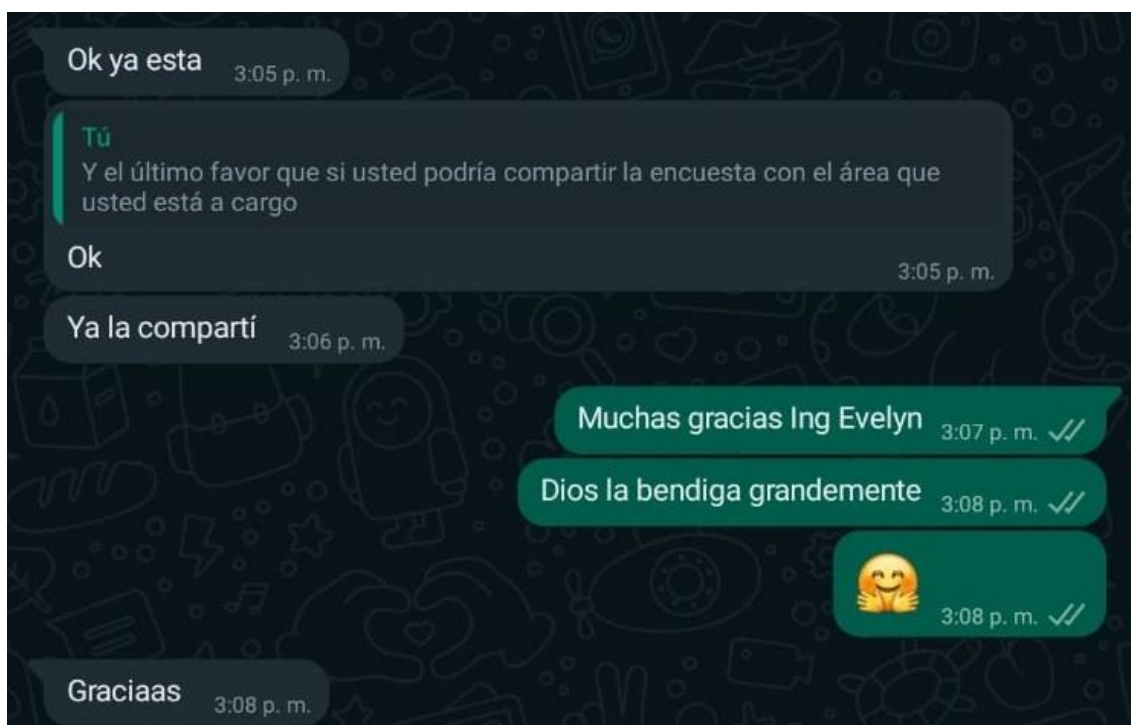 Ok ya esta 3:05 p. m.
Tú
Y el último favor que si usted podría compartir la encuesta con el área que
usted está a cargo
Ok
3:05 p. m.
Ya la compartí 3:06 p. m.
Muchas gracias Ing Evelyn 3:07 p. m.
Dios la bendiga grandemente 3:08 p. m.
🤗 3:08 p. m.
Graciaas 3:08 p. m.